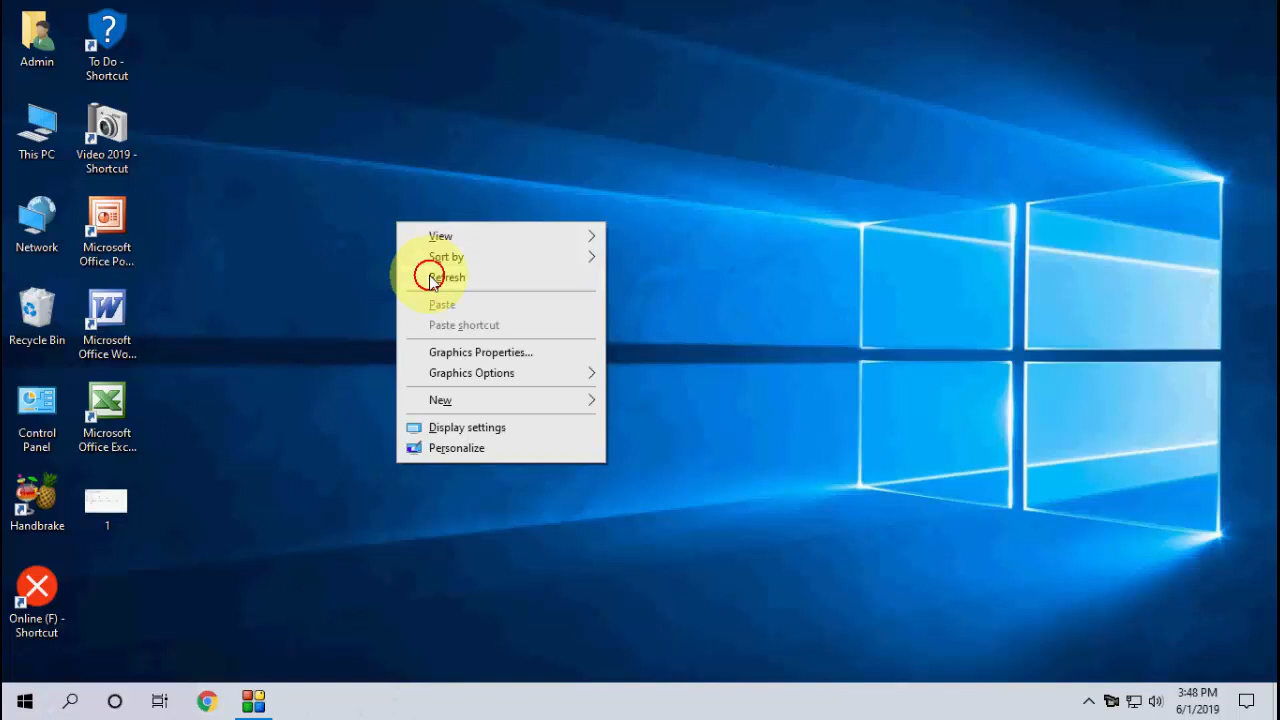 Admin
To Do -
Shortcut
This PC
Video 2019 -
Shortcut
Network
Microsoft
Office Po...
Recycle Bin
Microsoft
Office Wo...
Control
Panel
Microsoft
Office Exc...
Handbrake
1
Online (F) -
Shortcut
View
Sort by
Refresh
Paste
Paste shortcut
Graphics Properties...
Graphics Options
New
Display settings
Personalize
3:48 PM
6/1/2019